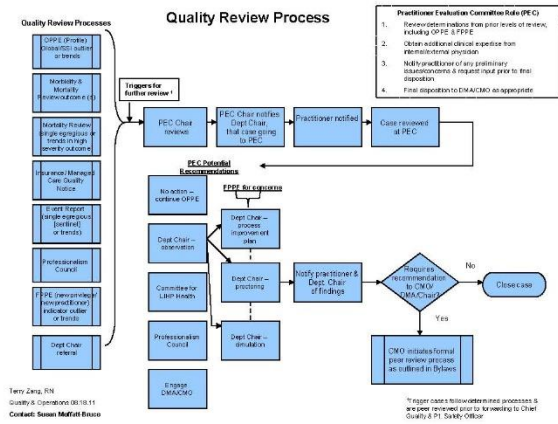 Quality Review Processes
Quality Review Process
Practitioner Evaluation Committee Role (PEC)
1. Review determinations from prior levels of review,
including OPPE & FPPE
2. Obtain additional clinical expertise from
internal/external physician
3. Notify practitioner of any preliminary
issues/concerns & request input prior to final
disposition
4. Final disposition to DMA/CMO as appropriate
OPPE (Profile)
Global/SSI outlier
or trends
Morbidity &
Mortality
Review outcome (s)
Mortality Review
(single egregious or
trends in high
severity outcome
Insurance/Managed
Care Quality
Notice
Event Report
(single egregious
[sentinel]
or trends)
Professionalism
Council
FPPE (new privilege/
new practitioner)
indicator outlier
or trends
Dept Chair
referral
Triggers for
further review ¹
PEC Chair
reviews
PEC Chair notifies
Dept Chair,
that case going
to PEC
Practitioner notified
Case reviewed
at PEC
PEC Potential
Recommendations
No action –
continue OPPE
Dept Chair –
observation
Committee for
LIHP Health
Professionalism
Council
Engage
DMA/CMO
FPPE for concerns
Dept Chair –
process
improvement
plan
Dept Chair –
proctoring
Dept Chair –
simulation
Notify practitioner &
Dept. Chair
of findings
Requires
recommendation
to CMO/
DMA/Chair?
No
Close case
Yes
CMO initiates formal
peer review process
as outlined in Bylaws
Terry Zang, RN
Quality & Operations 08.18.11
Contact: Susan Moffatt-Bruce
¹Trigger cases follow determined processes &
are peer reviewed prior to forwarding to Chief
Quality & Pt. Safety Officer